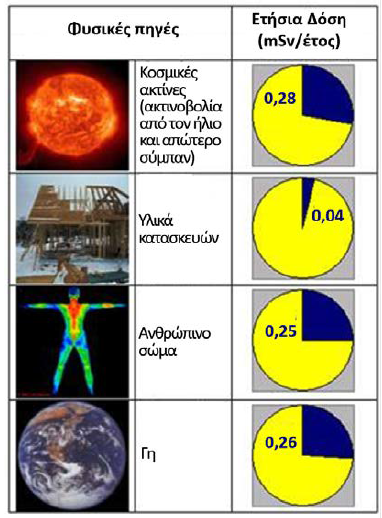 Φυσικές πηγές
Ετήσια Δόση
(mSv/έτος)
Κοσμικές
ακτίνες
(ακτινοβολία
από τον ήλιο
και απώτερο
σύμπαν)
0,28
Υλικά
κατασκευών
0,04
Ανθρώπινο
σώμα
0,25
Γη
0,26